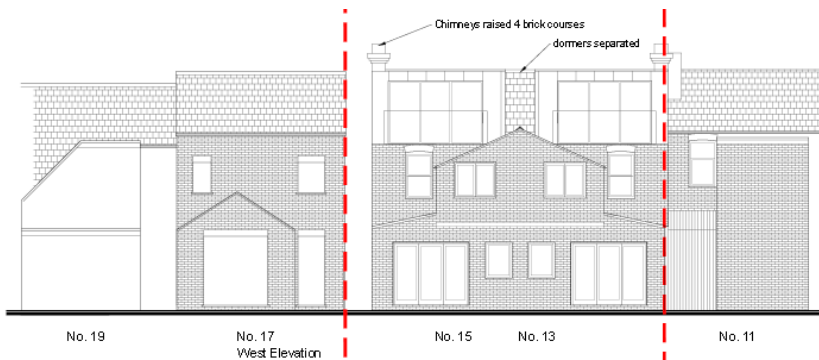 Chimneys raised 4 brick courses
dormers separated
No. 19
No. 17
No. 15
No. 13
No. 11
West Elevation